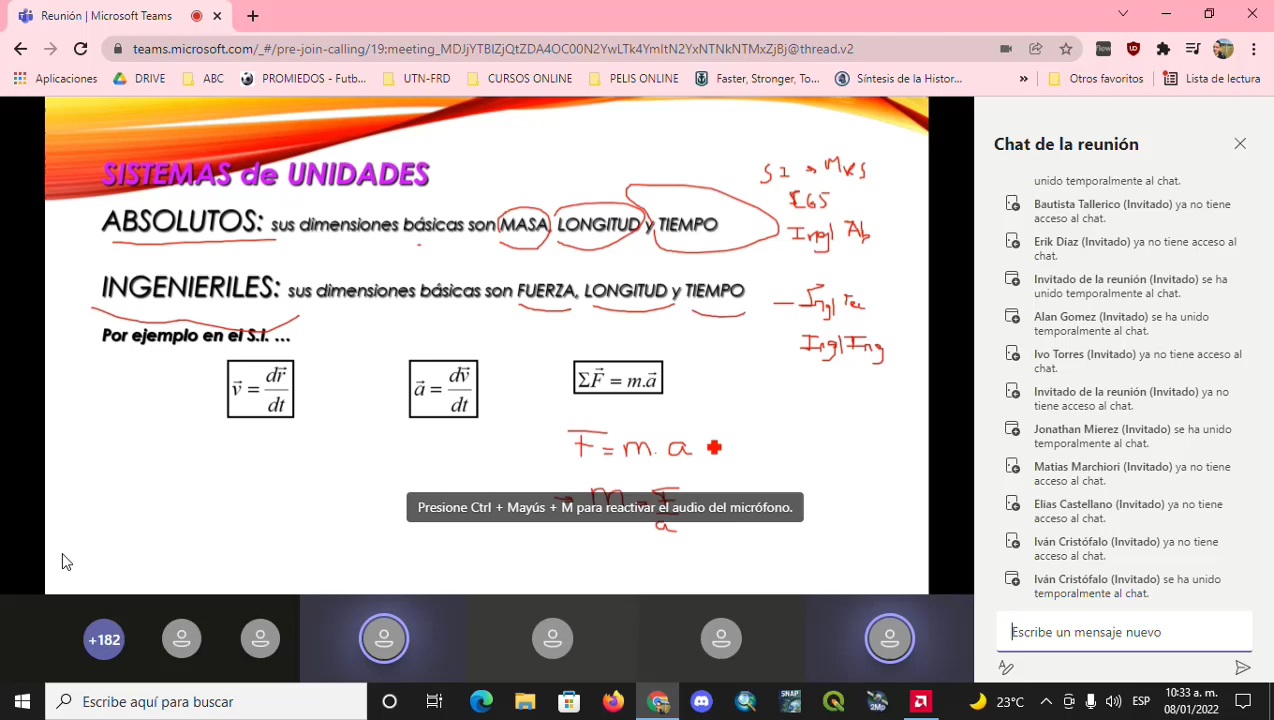 Reunión | Microsoft Teams
teams.microsoft.com/_#/pre-join-calling/19:meeting_MDJjYTBlZjQtZDA4OC00N2YwLTk4YmItN2YxNTNkNTMxZjBj@thread.v2
Aplicaciones DRIVE ABC PROMIEDOS - Futb... UTN-FRD CURSOS ONLINE PELIS ONLINE Faster, Stronger, To... Síntesis de la Histor... » Otros favoritos Lista de lectura
SISTEMAS de UNIDADES
SI → MKS
ABSOLUTOS: sus dimensiones básicas son MASA, LONGITUD y TIEMPO
CGS
Ingl Ab
INGENIERILES: sus dimensiones básicas son FUERZA, LONGITUD y TIEMPO
Ingl Tec
Por ejemplo en el S.I. ...
Ingl Ing
v⃗ = dr⃗/dt
a⃗ = dv⃗/dt
ΣF⃗ = m.a⃗
F = m. a
→ m = F/a
Presione Ctrl + Mayús + M para reactivar el audio del micrófono.
Chat de la reunión
unido temporalmente al chat.
Bautista Tallerico (Invitado) ya no tiene
acceso al chat.
Erik Diaz (Invitado) ya no tiene acceso al
chat.
Invitado de la reunión (Invitado) se ha
unido temporalmente al chat.
Alan Gomez (Invitado) se ha unido
temporalmente al chat.
Ivo Torres (Invitado) ya no tiene acceso al
chat.
Invitado de la reunión (Invitado) ya no
tiene acceso al chat.
Jonathan Mierez (Invitado) se ha unido
temporalmente al chat.
Matias Marchiori (Invitado) ya no tiene
acceso al chat.
Elias Castellano (Invitado) ya no tiene
acceso al chat.
Iván Cristófalo (Invitado) ya no tiene
acceso al chat.
Iván Cristófalo (Invitado) se ha unido
temporalmente al chat.
Escribe un mensaje nuevo
+182
Escribe aquí para buscar
23°C
ESP
10:33 a. m.
08/01/2022